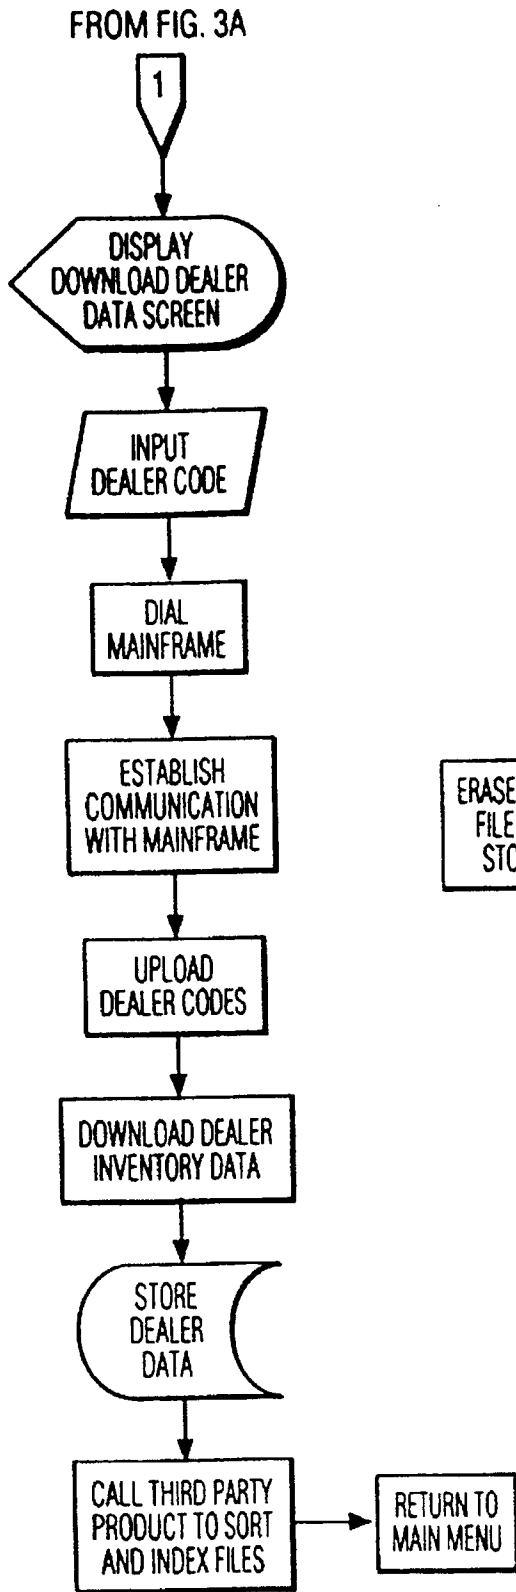 FROM FIG. 3A
1
DISPLAY
DOWNLOAD DEALER
DATA SCREEN
INPUT
DEALER CODE
DIAL
MAINFRAME
ESTABLISH
COMMUNICATION
WITH MAINFRAME
ERASE
FILE
UPLOAD
DEALER CODES
DOWNLOAD DEALER
INVENTORY DATA
STORE
DEALER
DATA
CALL THIRD PARTY
PRODUCT TO SORT
AND INDEX FILES
RETURN TO
MAIN MENU